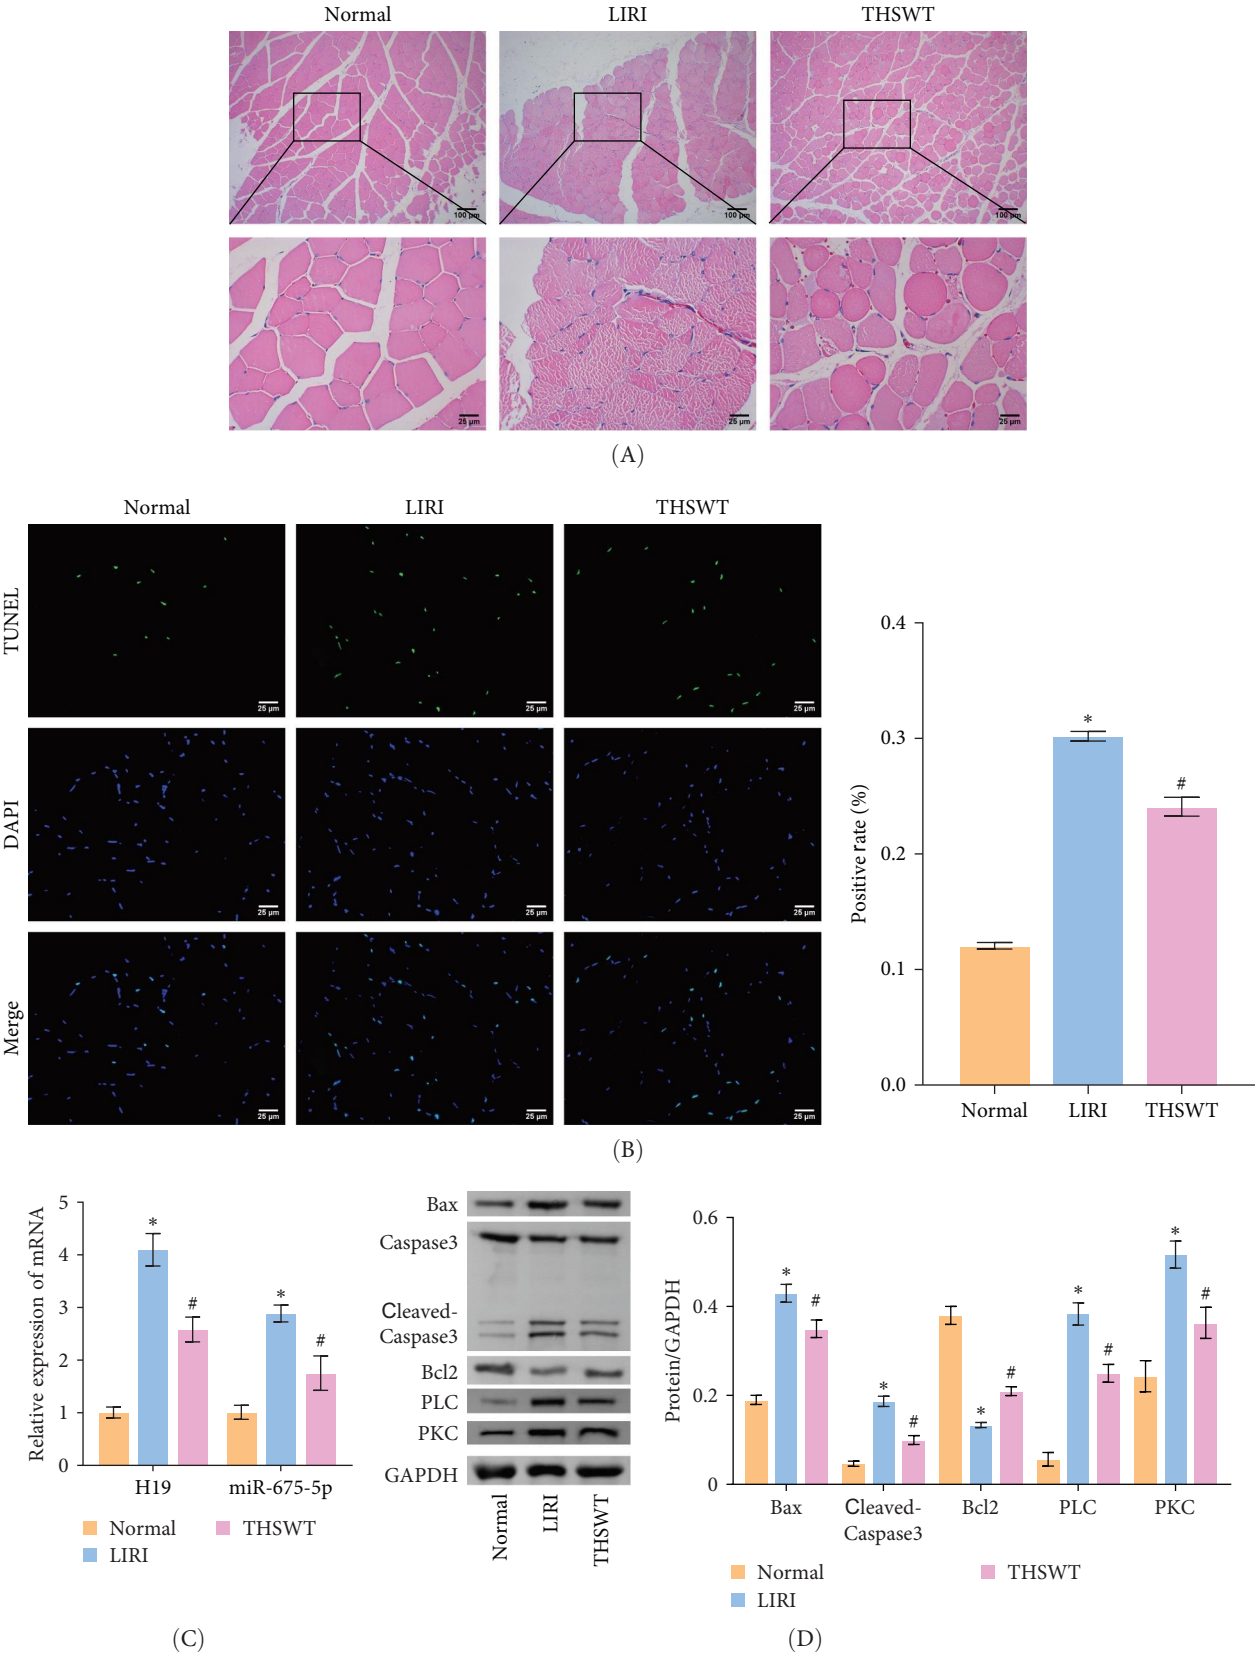 Normal LIRI THSWT
100 µm 100 µm 100 µm
25 µm 25 µm 25 µm
(A)
Normal LIRI THSWT
TUNEL
25 µm 25 µm 25 µm
DAPI
25 µm 25 µm 25 µm
Merge
25 µm 25 µm 25 µm
Positive rate (%)
0.4
0.3
0.2
0.1
0.0
*
#
Normal LIRI THSWT
(B)
Relative expression of mRNA
5
4
3
2
1
0
* # * #
H19 miR-675-5p
Normal THSWT
LIRI
(C)
Bax
Caspase3
Cleaved-
Caspase3
Bcl2
PLC
PKC
GAPDH
Normal LIRI THSWT
Protein/GAPDH
0.6
0.4
0.2
0
* # * # * # * # * #
Bax Cleaved- Bcl2 PLC PKC
Caspase3
Normal THSWT
LIRI
(D)